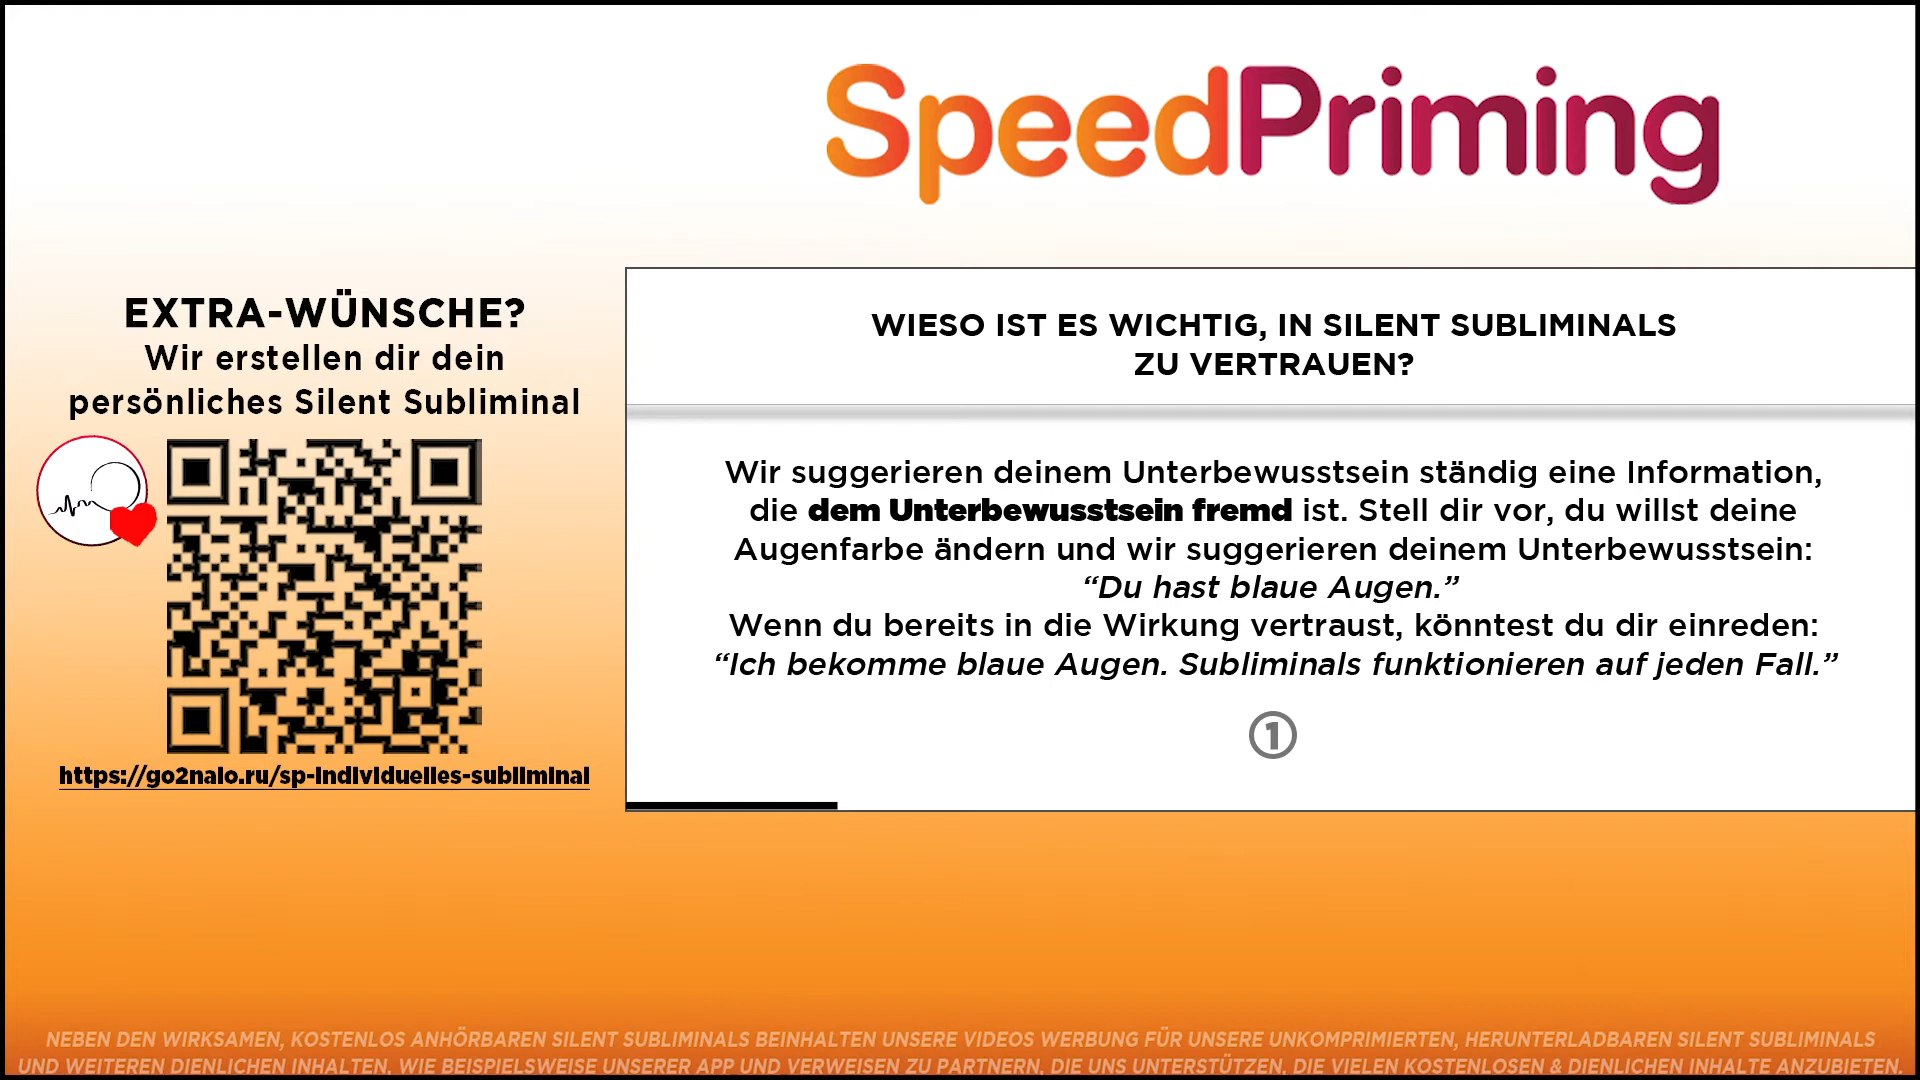 SpeedPriming
EXTRA-WÜNSCHE?
Wir erstellen dir dein
persönliches Silent Subliminal
https://go2nalo.ru/sp-individuelles-subliminal
WIESO IST ES WICHTIG, IN SILENT SUBLIMINALS
ZU VERTRAUEN?
Wir suggerieren deinem Unterbewusstsein ständig eine Information,
die dem Unterbewusstsein fremd ist. Stell dir vor, du willst deine
Augenfarbe ändern und wir suggerieren deinem Unterbewusstsein:
“Du hast blaue Augen.”
Wenn du bereits in die Wirkung vertraust, könntest du dir einreden:
“Ich bekomme blaue Augen. Subliminals funktionieren auf jeden Fall.”
①
NEBEN DEN WIRKSAMEN, KOSTENLOS ANHÖRBAREN SILENT SUBLIMINALS BEINHALTEN UNSERE VIDEOS WERBUNG FÜR UNSERE UNKOMPRIMIERTEN, HERUNTERLADBAREN SILENT SUBLIMINALS
UND WEITEREN DIENLICHEN INHALTEN, WIE BEISPIELSWEISE UNSERER APP UND VERWEISEN ZU PARTNERN, DIE UNS UNTERSTÜTZEN, DIE VIELEN KOSTENLOSEN & DIENLICHEN INHALTE ANZUBIETEN.